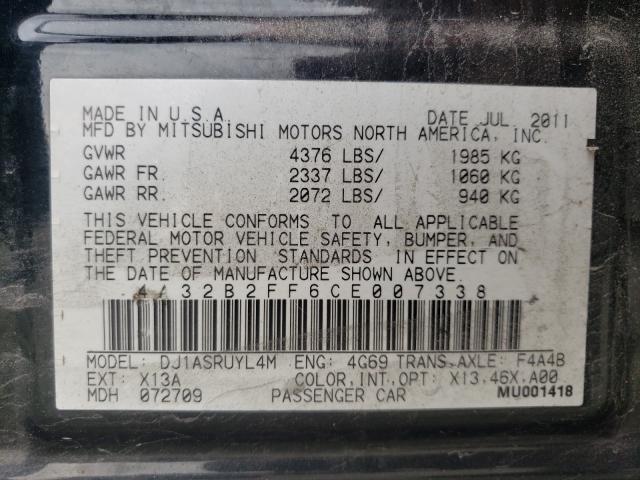 MADE IN U.S.A. DATE JUL 2011
MFD BY MITSUBISHI MOTORS NORTH AMERICA, INC.
GVWR 4376 LBS/ 1985 KG
GAWR FR. 2337 LBS/ 1060 KG
GAWR RR. 2072 LBS/ 940 KG
THIS VEHICLE CONFORMS TO ALL APPLICABLE
FEDERAL MOTOR VEHICLE SAFETY, BUMPER, AND
THEFT PREVENTION STANDARDS IN EFFECT ON
THE DATE OF MANUFACTURE SHOWN ABOVE.
4A32B2FF6CE007338
MODEL: DJ1ASRUYL4M ENG: 4G69 TRANS,AXLE: F4A4B
EXT: X13A COLOR,INT,OPT: X13,46X,A00
MDH 072709 PASSENGER CAR MU001418